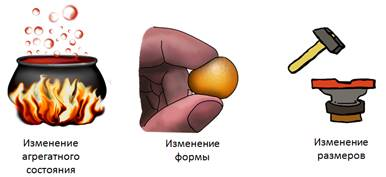 Изменение
агрегатного
состояния
Изменение
формы
Изменение
размеров